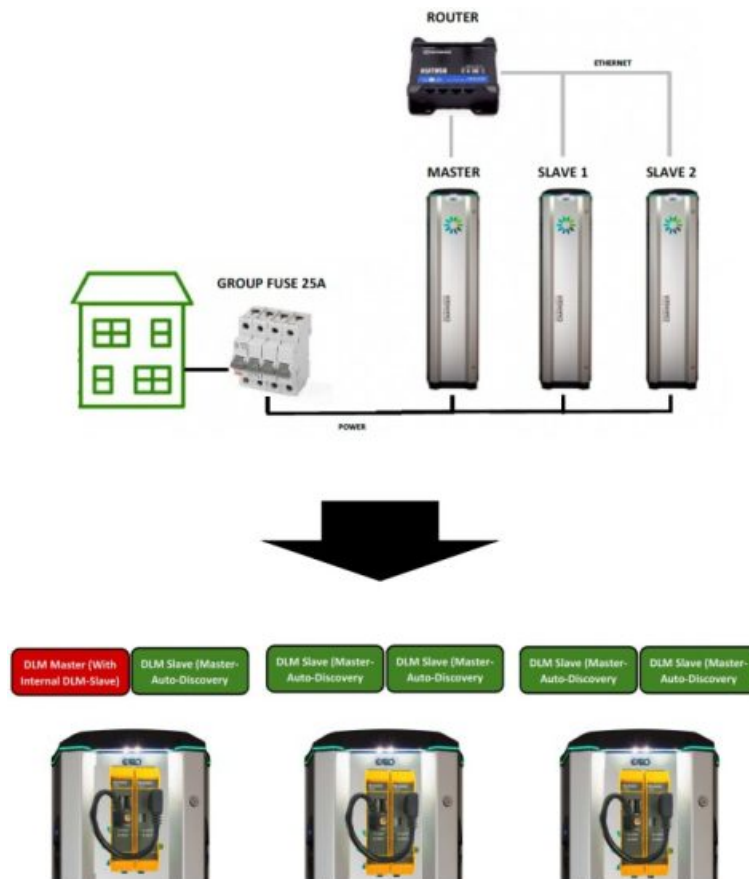 ROUTER
ETHERNET
MASTER
SLAVE 1
SLAVE 2
GROUP FUSE 25A
POWER
DLM Master (With
Internal DLM-Slave)
DLM Slave (Master-
Auto-Discovery
DLM Slave (Master-
Auto-Discovery
DLM Slave (Master-
Auto-Discovery
DLM Slave (Master-
Auto-Discovery
DLM Slave (Master-
Auto-Discovery